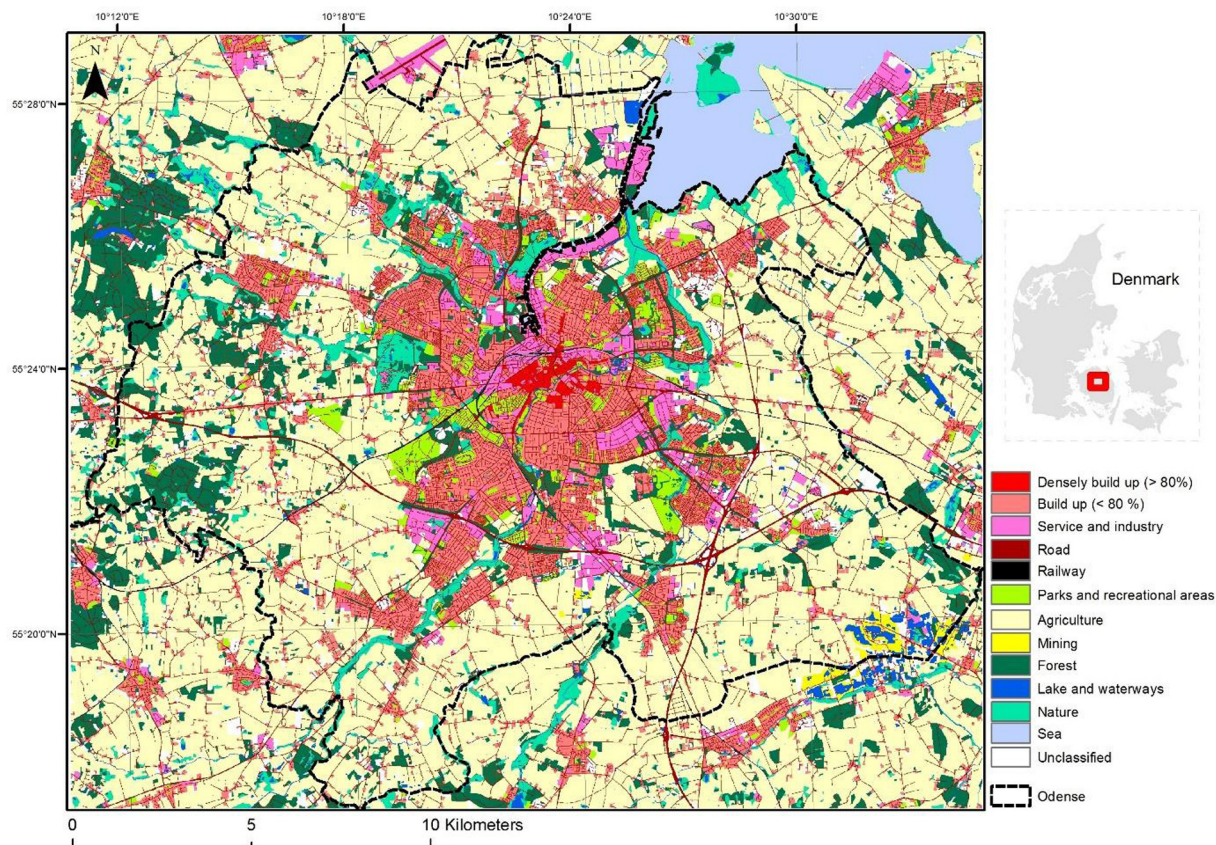 10°12'0"E 10°18'0"E 10°24'0"E 10°30'0"E
N
55°28'0"N
55°24'0"N
55°20'0"N
Denmark
Densely build up (> 80%)
Build up (< 80 %)
Service and industry
Road
Railway
Parks and recreational areas
Agriculture
Mining
Forest
Lake and waterways
Nature
Sea
Unclassified
Odense
0 5 10 Kilometers